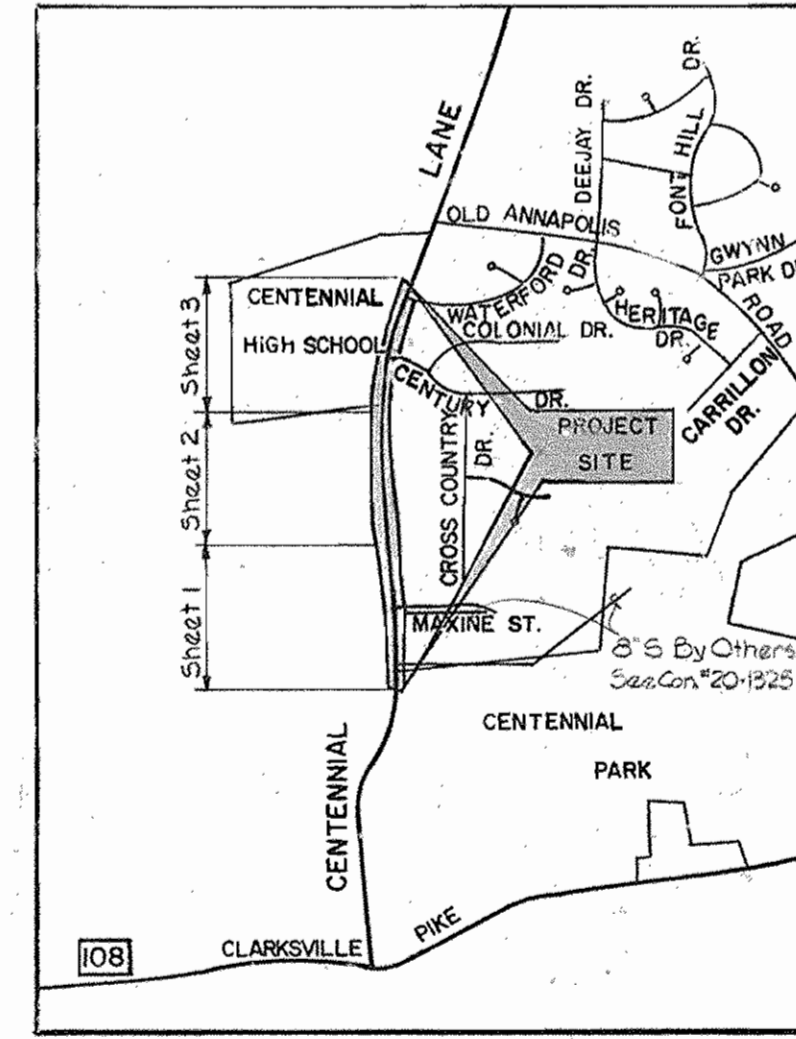 LANE
DEEJAY DR.
DR.
FONT HILL
OLD ANNAPOLIS
ROAD
GWYNN
PARK D
WATERFORD
DR.
HERITAGE
DR.
COLONIAL DR.
CENTENNIAL
HIGH SCHOOL
CENTURY
DR.
CARRILLON
DR.
PROJECT
SITE
CROSS COUNTRY
DR.
Sheet 3
Sheet 2
Sheet 1
MAXINE ST.
8" S By Others
See Con.#20-1325
CENTENNIAL
PARK
CENTENNIAL
108
CLARKSVILLE
PIKE